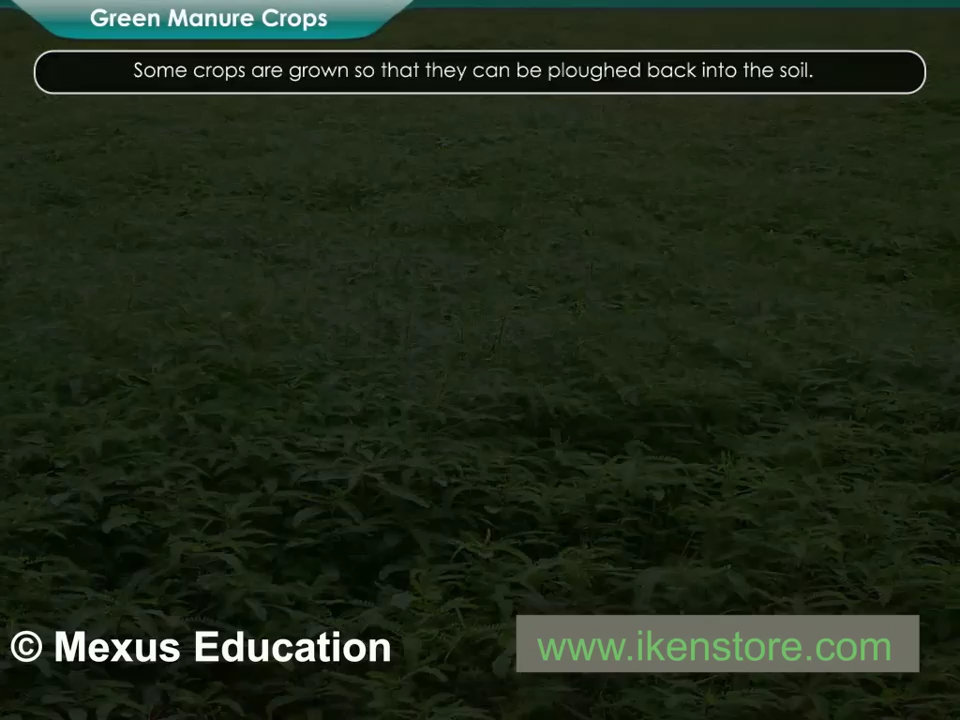 Green Manure Crops
Some crops are grown so that they can be ploughed back into the soil.
© Mexus Education
www.ikenstore.com